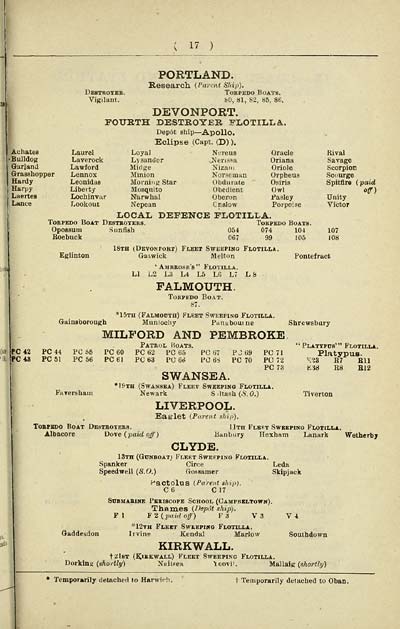 ( 17 )
PORTLAND.
Research (Parent Ship).
DESTROYER. TORPEDO BOATS.
Vigilant. 80, 81, 82, 85, 86.
DEVONPORT.
FOURTH DESTROYER FLOTILLA.
Depôt ship—Apollo.
Eclipse (Capt. (D) ).
Achates Laurel Loyal Nereus Oracle Rival
Bulldog Laverock Lysander Nerissa Oriana Savage
Garland Lawford Midge Nizam Oriole Scorpion
Grasshopper Lennox Minion Norseman Orpheus Scourge
Hardy Leonidas Morning Star Obdurate Osiris Spitfire (paid
Harpy Liberty Mosquito Obedient Owl off)
Laertes Lochinvar Narwhal Oberon Pasley Unity
Lance Lookout Nepean Onslow Porpoise Victor
LOCAL DEFENCE FLOTILLA.
TORPEDO BOAT DESTROYERS. TORPEDO BOATS.
Opossum Sunfish 054 074 104 107
Roebuck 067 99 105 108
18TH (DEVONPORT) FLEET SWEEPING FLOTILLA.
Eglinton Goswick Melton Pontefract
"AMBROSE'S" FLOTILLA.
L1 L2 L3 L4 L5 L6 L7 L8
FALMOUTH.
TORPEDO BOAT.
87.
*15TH (FALMOUTH) FLEET SWEEPING FLOTILLA.
Gainsborough Munlochy Pangbourne Shrewsbury
MILFORD AND PEMBROKE.
PATROL BOATS. "PLATYPUS'" FLOTILLA.
PC 42 PC 44 PC 55 PC 60 PC 62 PC 65 PC 67 PC 69 PC 71 Platypus.
PC 43 PC 51 PC 56 PC 61 PC 63 PC 66 PC 68 PC 70 PC 72 E23 R7 R11
PC 73 E38 R8 R12
SWANSEA.
*19TH (SWANSEA) FLEET SWEEPING FLOTILLA.
Faversham Newark Saltash (S.O.) Tiverton
LIVERPOOL.
Eaglet (Parent ship).
TORPEDO BOAT DESTROYERS. 11TH FLEET SWEEPING FLOTILLA.
Albacore Dove (paid off) Banbury Hexham Lanark Wetherby
CLYDE.
13TH (GUNBOAT) FLEET SWEEPING FLOTILLA.
Spanker Circe Leda
Speedwell (S.O.) Gossamer Skipjack
Pactolus (Parent ship).
C 6 C 17
SUBMARINE PERISCOPE SCHOOL (CAMPBELTOWN).
Thames (Depôt ship).
F 1 F 2 (paid off) F 3 V 3 V 4
*12TH FLEET SWEEPING FLOTILLA.
Gaddesdon Irvine Kendal Marlow Southdown
KIRKWALL.
†21ST (KIRKWALL) FLEET SWEEPING FLOTILLA.
Dorking (shortly) Nailsea Yeovil. Mallaig (shortly)
* Temporarily detached to Harwich. † Temporarily detached to Oban.